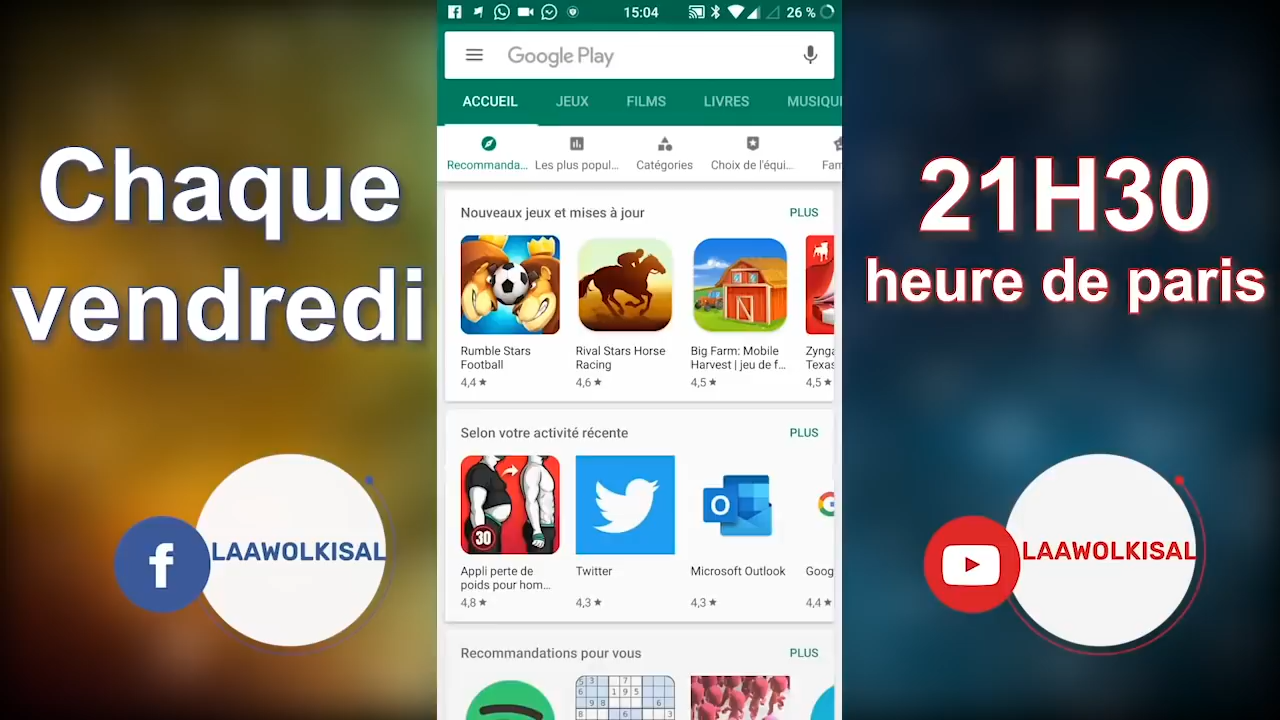 Chaque
vendredi
LAAWOLKISAL
15:04
26 %
Google Play
ACCUEIL
JEUX
FILMS
LIVRES
MUSIQU
Recommanda...
Les plus popul...
Catégories
Choix de l'équi...
Fam
Nouveaux jeux et mises à jour
PLUS
Rumble Stars
Football
4,4 ★
Rival Stars Horse
Racing
4,6 ★
Big Farm: Mobile
Harvest | jeu de f...
4,5 ★
Zynga
Texas
4,5 ★
Selon votre activité récente
PLUS
30
Appli perte de
poids pour hom...
4,8 ★
Twitter
4,3 ★
Microsoft Outlook
4,3 ★
Goog
4,4 ★
Recommandations pour vous
PLUS
21H30
heure de paris
LAAWOLKISAL